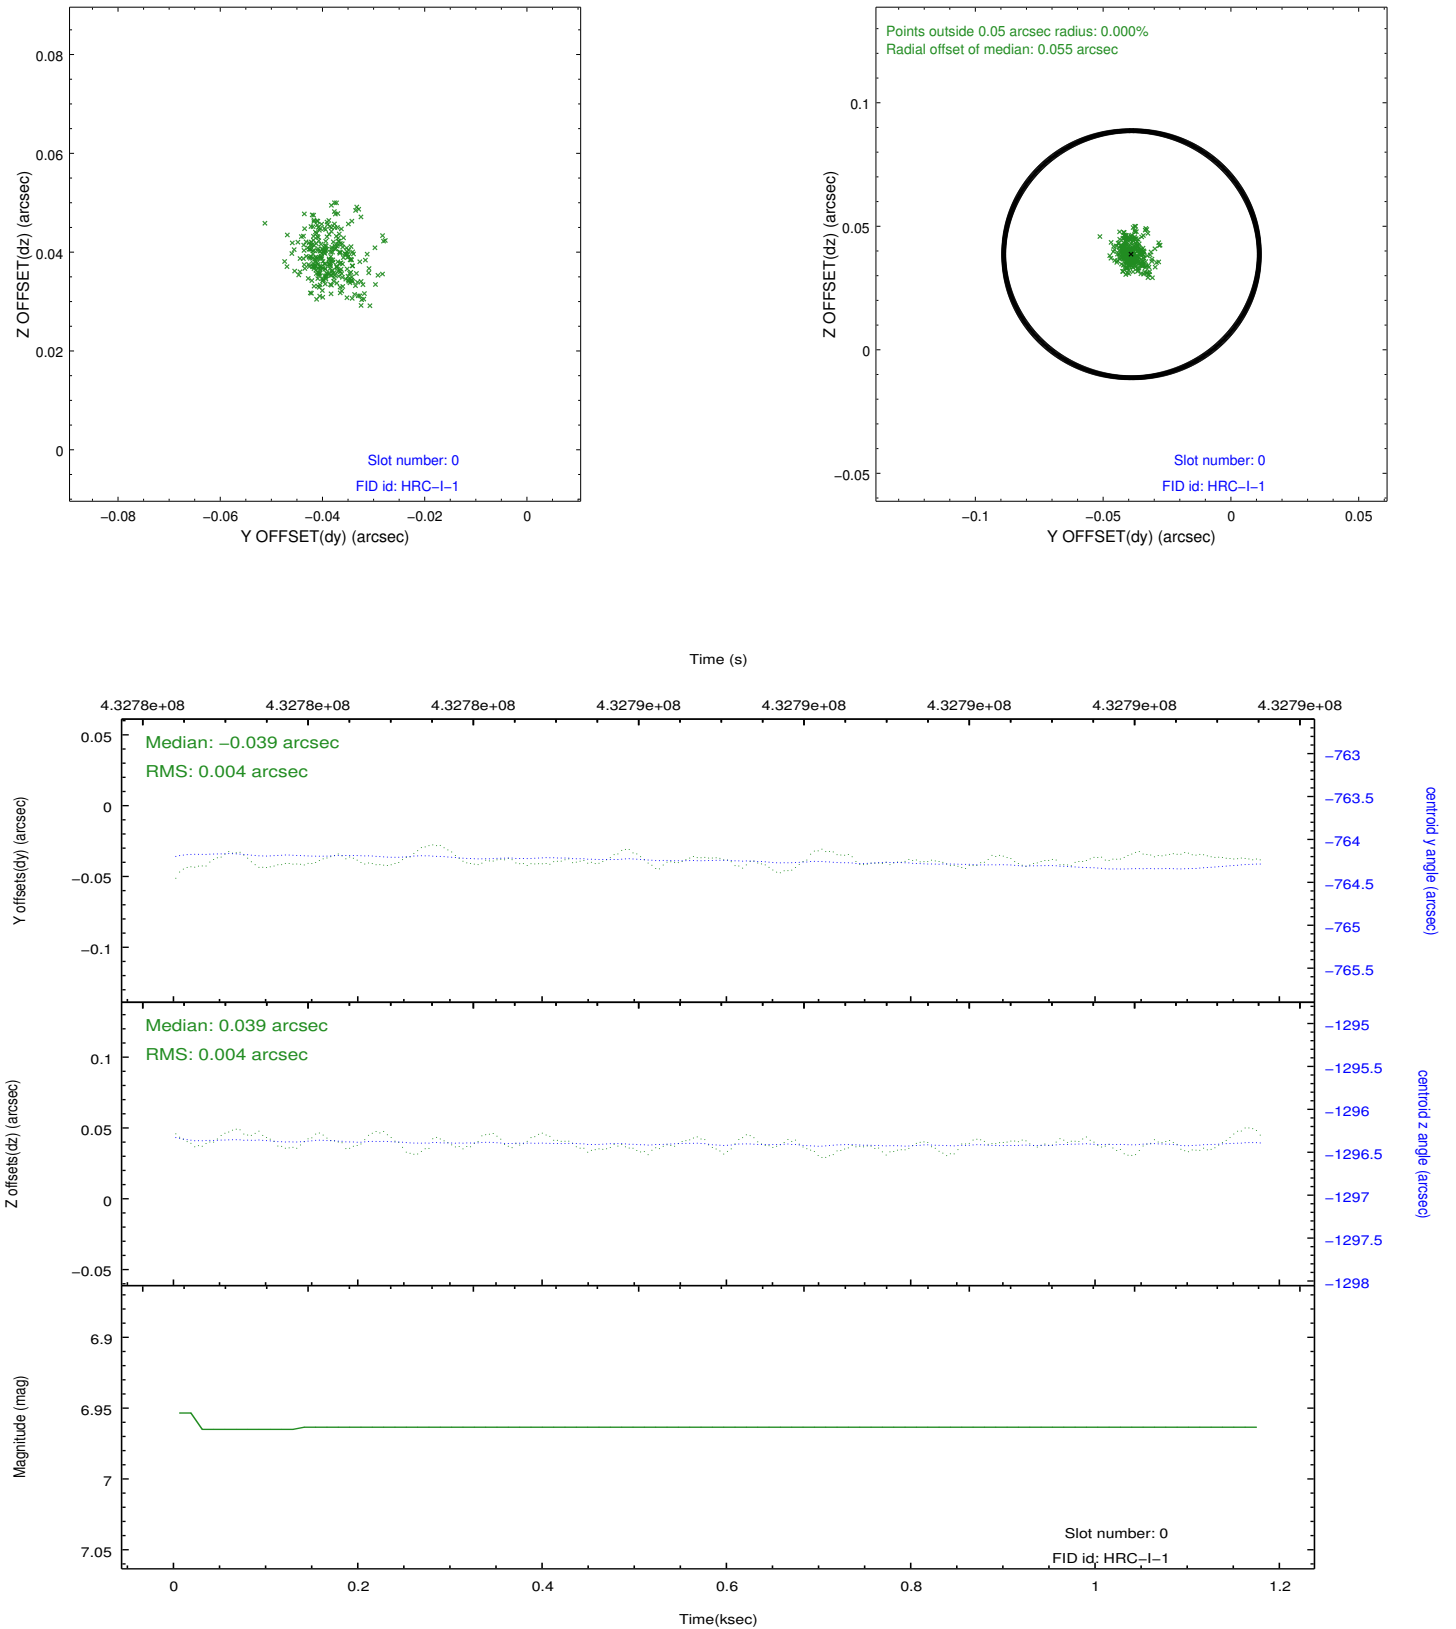 0.08
0.06
0.04
0.02
0
Z OFFSET(dz) (arcsec)
Slot number: 0
FID id: HRC−I−1
−0.08
−0.06
−0.04
−0.02
0
Y OFFSET(dy) (arcsec)
Points outside 0.05 arcsec radius: 0.000%
Radial offset of median: 0.055 arcsec
0.1
0.05
0
−0.05
Z OFFSET(dz) (arcsec)
Slot number: 0
FID id: HRC−I−1
−0.1
−0.05
0
0.05
Y OFFSET(dy) (arcsec)
Time (s)
4.3278e+08
4.3278e+08
4.3278e+08
4.3279e+08
4.3279e+08
4.3279e+08
4.3279e+08
4.3279e+08
Median: −0.039 arcsec
RMS: 0.004 arcsec
0.05
0
−0.05
−0.1
Y offsets(dy) (arcsec)
−763
−763.5
−764
−764.5
−765
−765.5
centroid y angle (arcsec)
Median: 0.039 arcsec
RMS: 0.004 arcsec
0.1
0.05
0
−0.05
Z offsets(dz) (arcsec)
−1295
−1295.5
−1296
−1296.5
−1297
−1297.5
−1298
centroid z angle (arcsec)
6.9
6.95
7
7.05
Magnitude (mag)
Slot number: 0
FID id: HRC−I−1
0
0.2
0.4
0.6
0.8
1
1.2
Time(ksec)